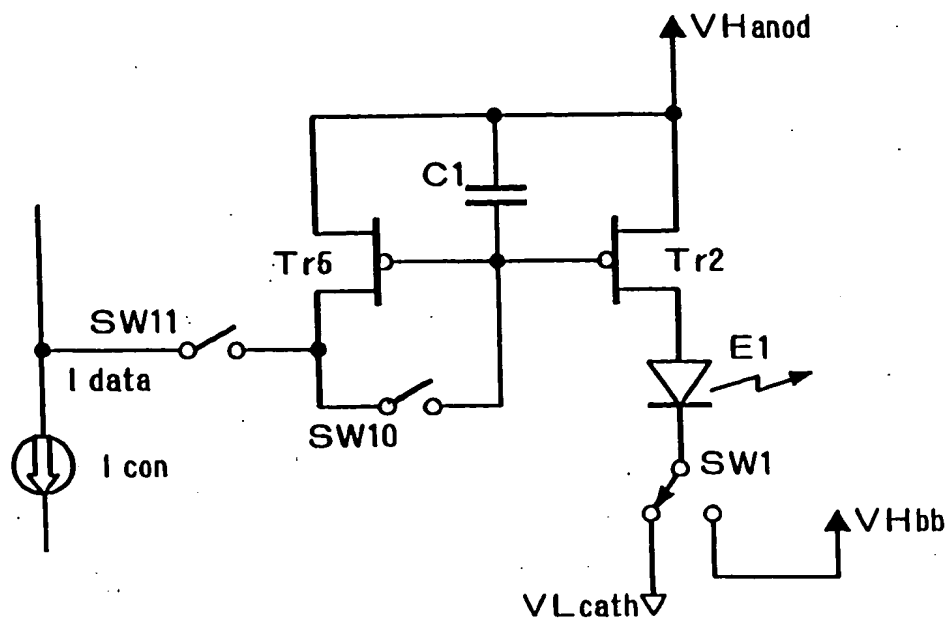 VHanod
C1
Tr5
Tr2
SW11
E1
I data
SW10
SW1
I con
VHbb
VLcath